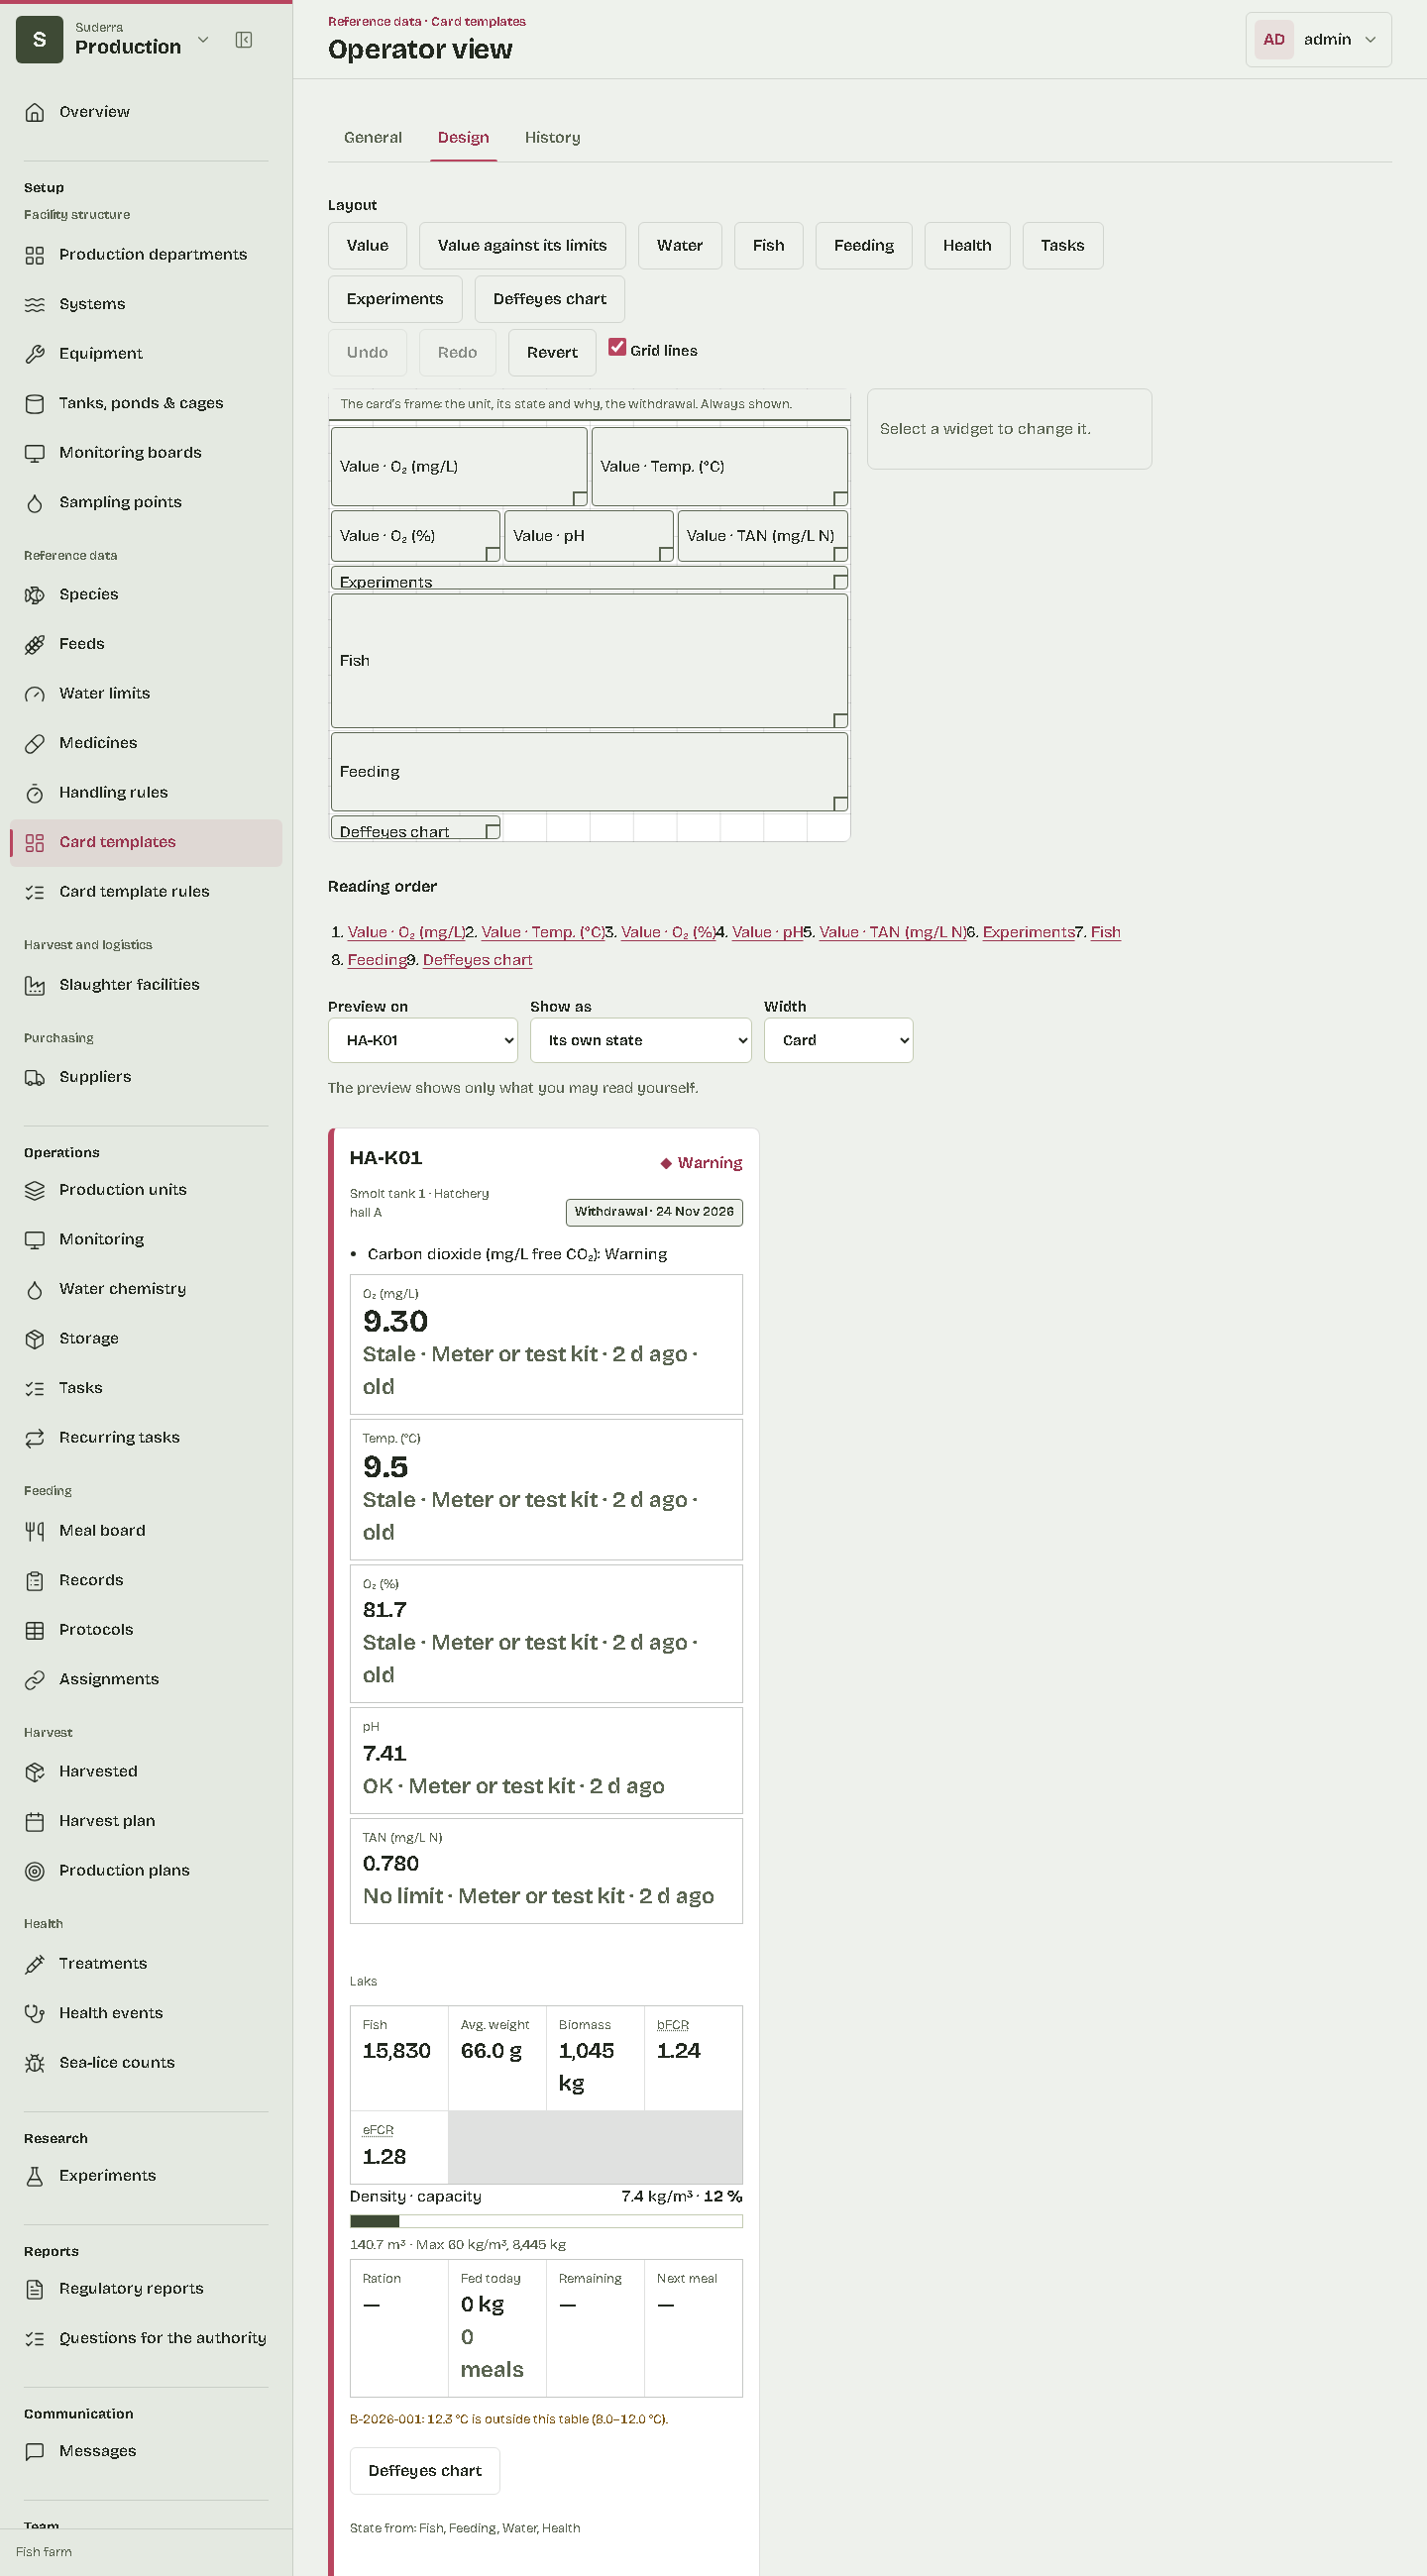 S
Suderra
Production
Overview
Setup
Facility structure
Production departments
Systems
Equipment
Tanks, ponds & cages
Monitoring boards
Sampling points
Reference data
Species
Feeds
Water limits
Medicines
Handling rules
Card templates
Card template rules
Harvest and logistics
Slaughter facilities
Purchasing
Suppliers
Operations
Production units
Monitoring
Water chemistry
Storage
Tasks
Recurring tasks
Feeding
Meal board
Records
Protocols
Assignments
Harvest
Harvested
Harvest plan
Production plans
Health
Treatments
Health events
Sea-lice counts
Research
Experiments
Reports
Regulatory reports
Questions for the authority
Communication
Messages
Team
Fish farm
Reference data · Card templates
Operator view
AD admin
General Design History
Layout
Value Value against its limits Water Fish Feeding Health Tasks
Experiments Deffeyes chart
Undo Redo Revert Grid lines
The card's frame: the unit, its state and why, the withdrawal. Always shown.
Select a widget to change it.
Value · O₂ (mg/L) Value · Temp. (°C)
Value · O₂ (%) Value · pH Value · TAN (mg/L N)
Experiments
Fish
Feeding
Deffeyes chart
Reading order
1. Value · O₂ (mg/L)2. Value · Temp. (°C)3. Value · O₂ (%)4. Value · pH5. Value · TAN (mg/L N)6. Experiments7. Fish
8. Feeding9. Deffeyes chart
Preview on Show as Width
HA-K01 Its own state Card
The preview shows only what you may read yourself.
HA-K01
◆ Warning
Smolt tank 1 · Hatchery
hall A
Withdrawal · 24 Nov 2026
• Carbon dioxide (mg/L free CO₂): Warning
O₂ (mg/L)
9.30
Stale · Meter or test kit · 2 d ago ·
old
Temp. (°C)
9.5
Stale · Meter or test kit · 2 d ago ·
old
O₂ (%)
81.7
Stale · Meter or test kit · 2 d ago ·
old
pH
7.41
OK · Meter or test kit · 2 d ago
TAN (mg/L N)
0.780
No limit · Meter or test kit · 2 d ago
Laks
Fish Avg. weight Biomass bFCR
15,830 66.0 g 1,045 1.24
kg
eFCR
1.28
Density · capacity 7.4 kg/m³ · 12 %
140.7 m³ · Max 60 kg/m³, 8,445 kg
Ration Fed today Remaining Next meal
— 0 kg — —
0
meals
B-2026-001: 12.3 °C is outside this table (8.0–12.0 °C).
Deffeyes chart
State from: Fish, Feeding, Water, Health